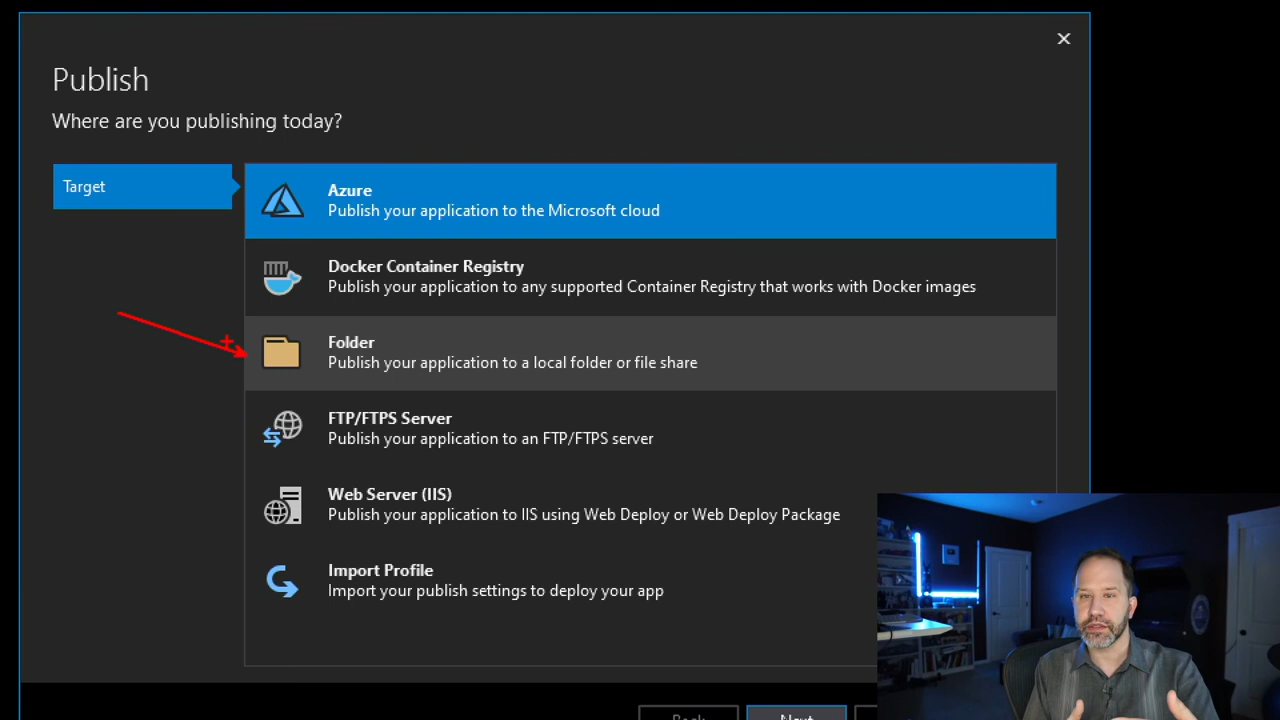 Publish
Where are you publishing today?
Target
Azure
Publish your application to the Microsoft cloud
Docker Container Registry
Publish your application to any supported Container Registry that works with Docker images
Folder
Publish your application to a local folder or file share
FTP/FTPS Server
Publish your application to an FTP/FTPS server
Web Server (IIS)
Publish your application to IIS using Web Deploy or Web Deploy Package
Import Profile
Import your publish settings to deploy your app
Back
Next